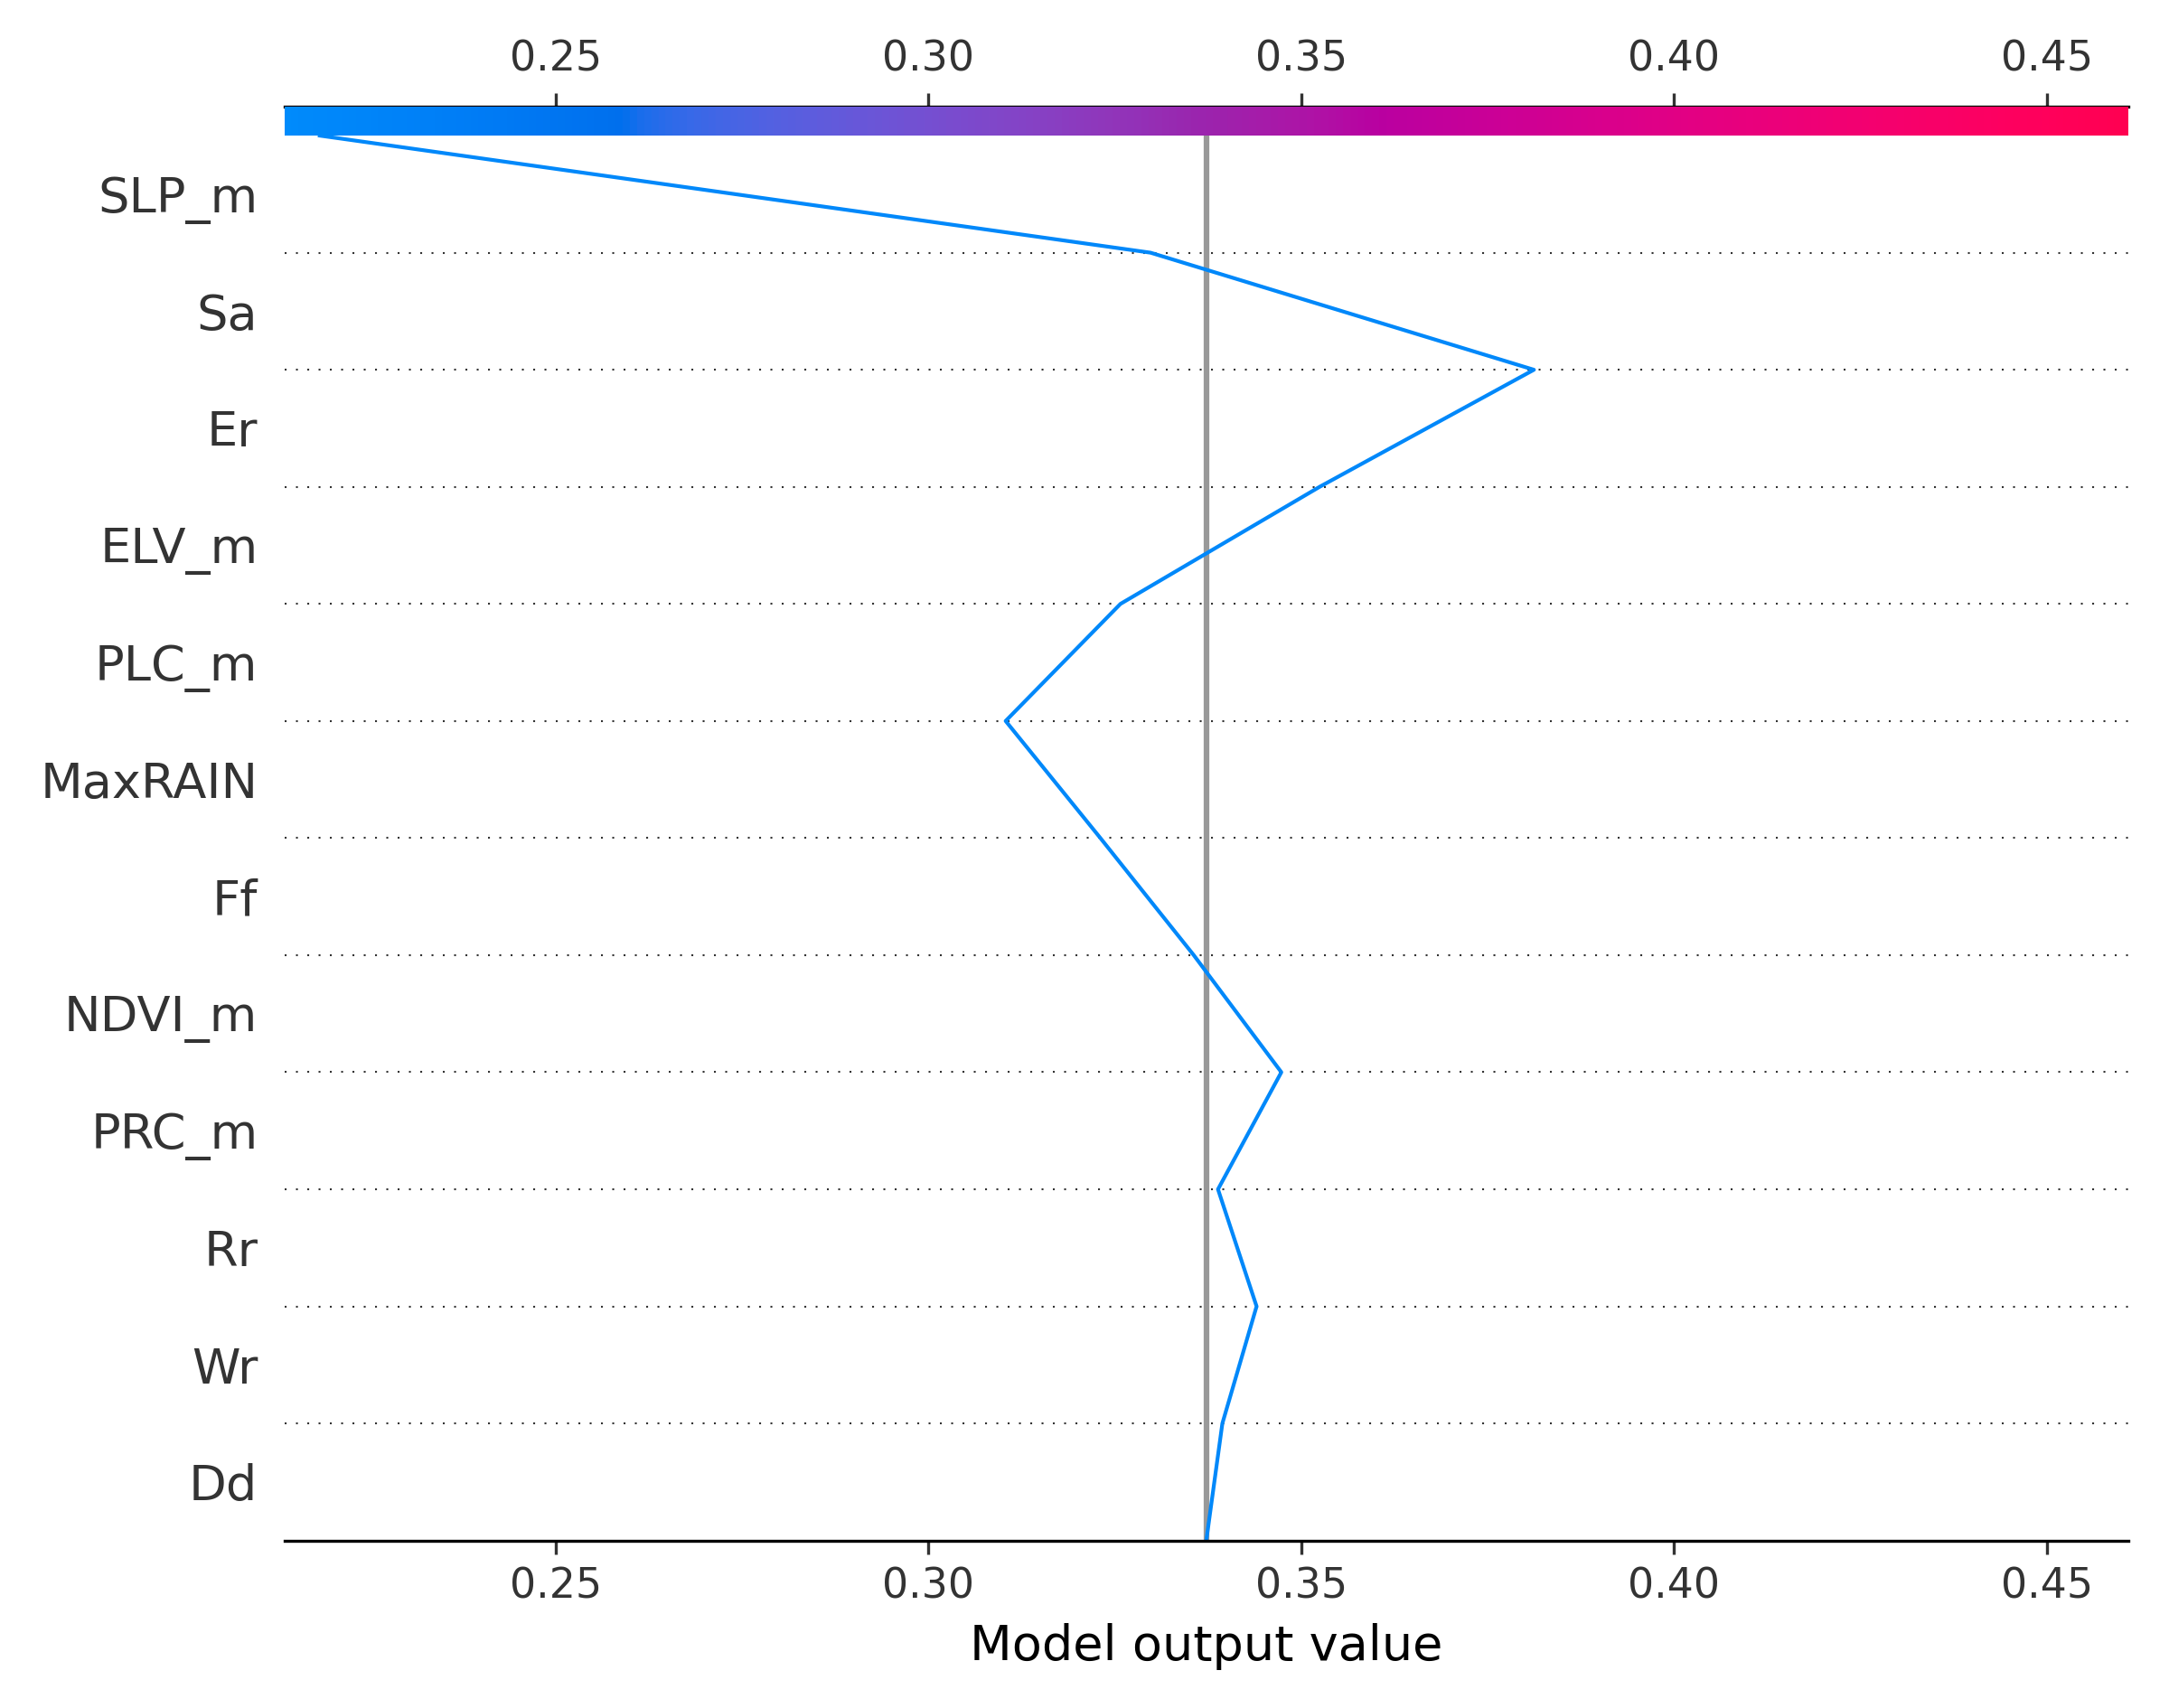 0.25 0.30 0.35 0.40 0.45
SLP_m
Sa
Er
ELV_m
PLC_m
MaxRAIN
Ff
NDVI_m
PRC_m
Rr
Wr
Dd
0.25 0.30 0.35 0.40 0.45
Model output value